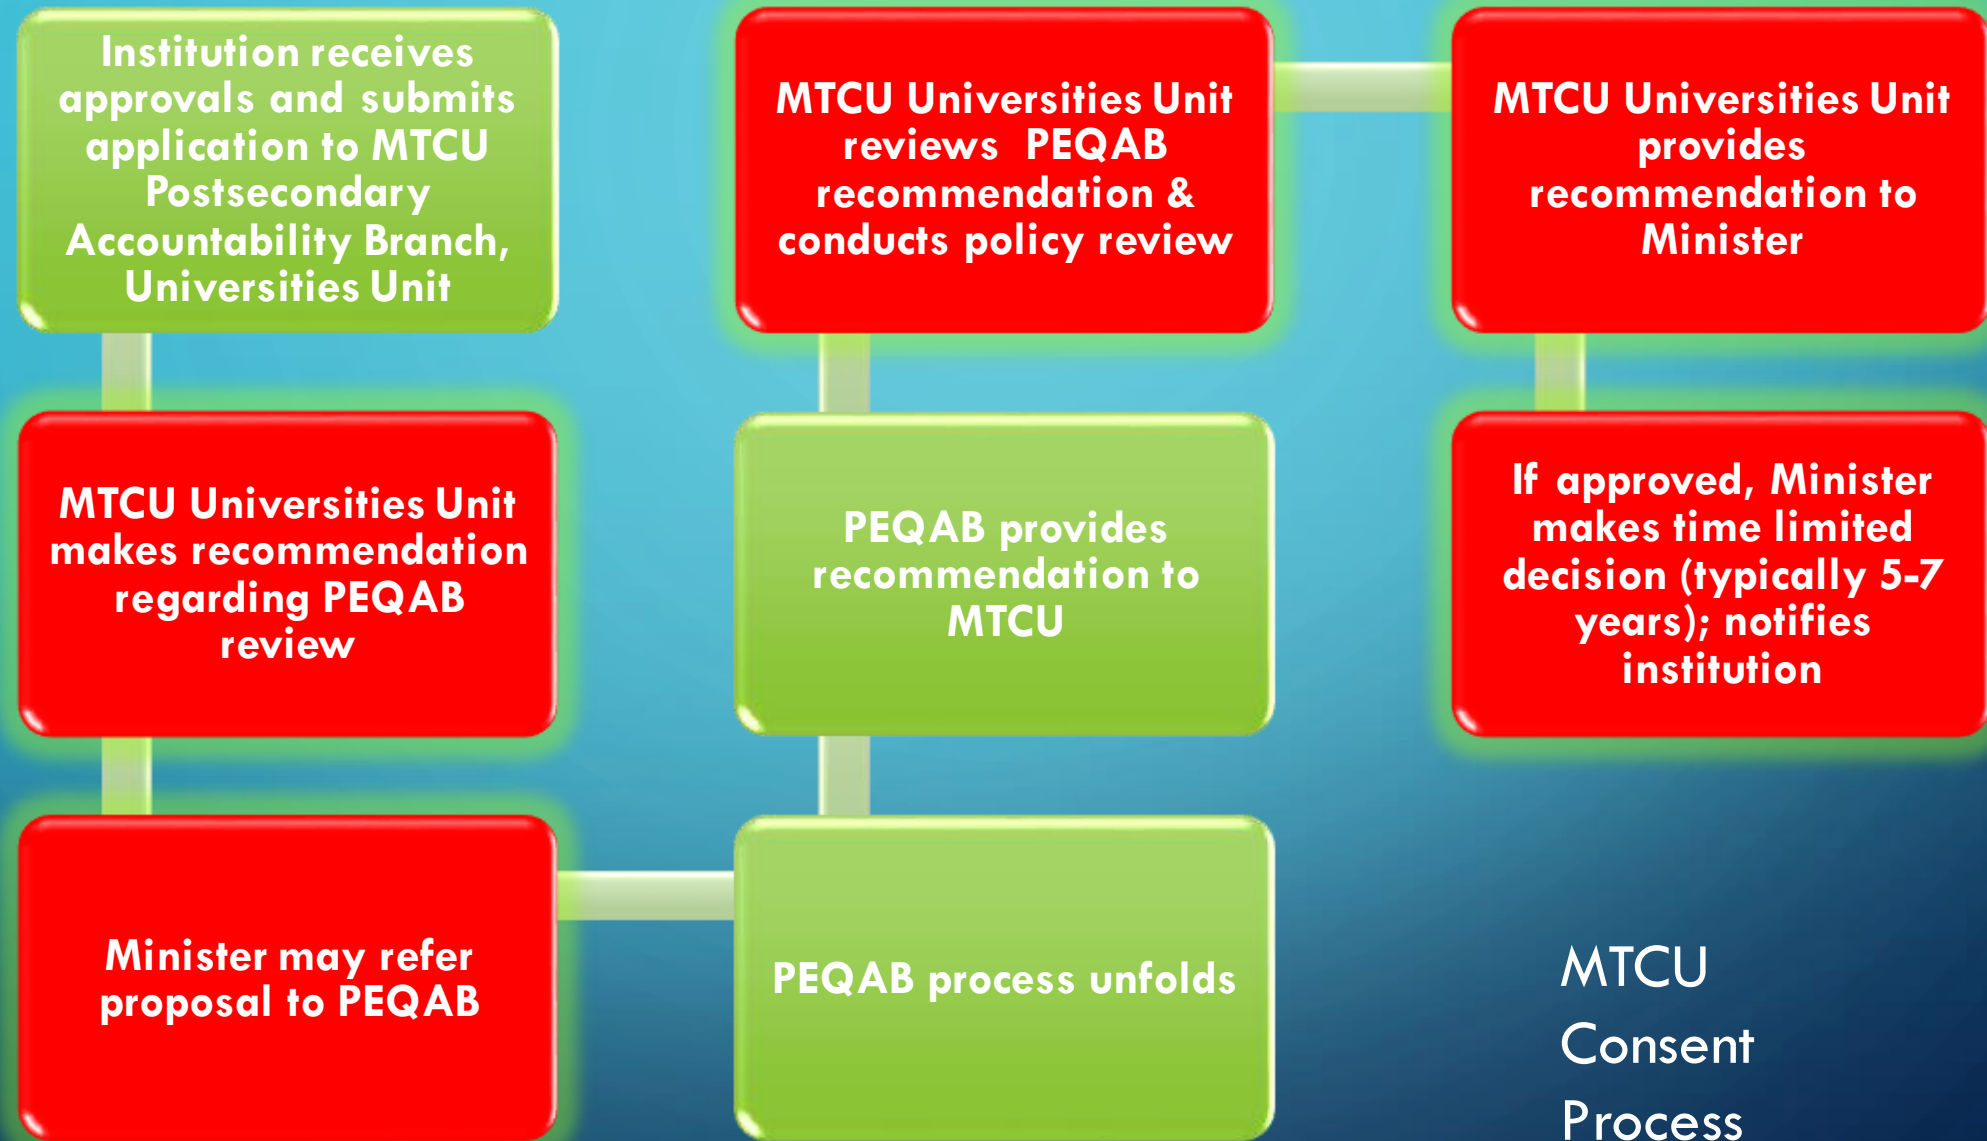 Institution receives
approvals and submits
application to MTCU
Postsecondary
Accountability Branch,
Universities Unit
MTCU Universities Unit
makes recommendation
regarding PEQAB
review
Minister may refer
proposal to PEQAB
PEQAB process unfolds
PEQAB provides
recommendation to
MTCU
MTCU Universities Unit
reviews PEQAB
recommendation &
conducts policy review
MTCU Universities Unit
provides
recommendation to
Minister
If approved, Minister
makes time limited
decision (typically 5-7
years); notifies
institution
MTCU
Consent
Process